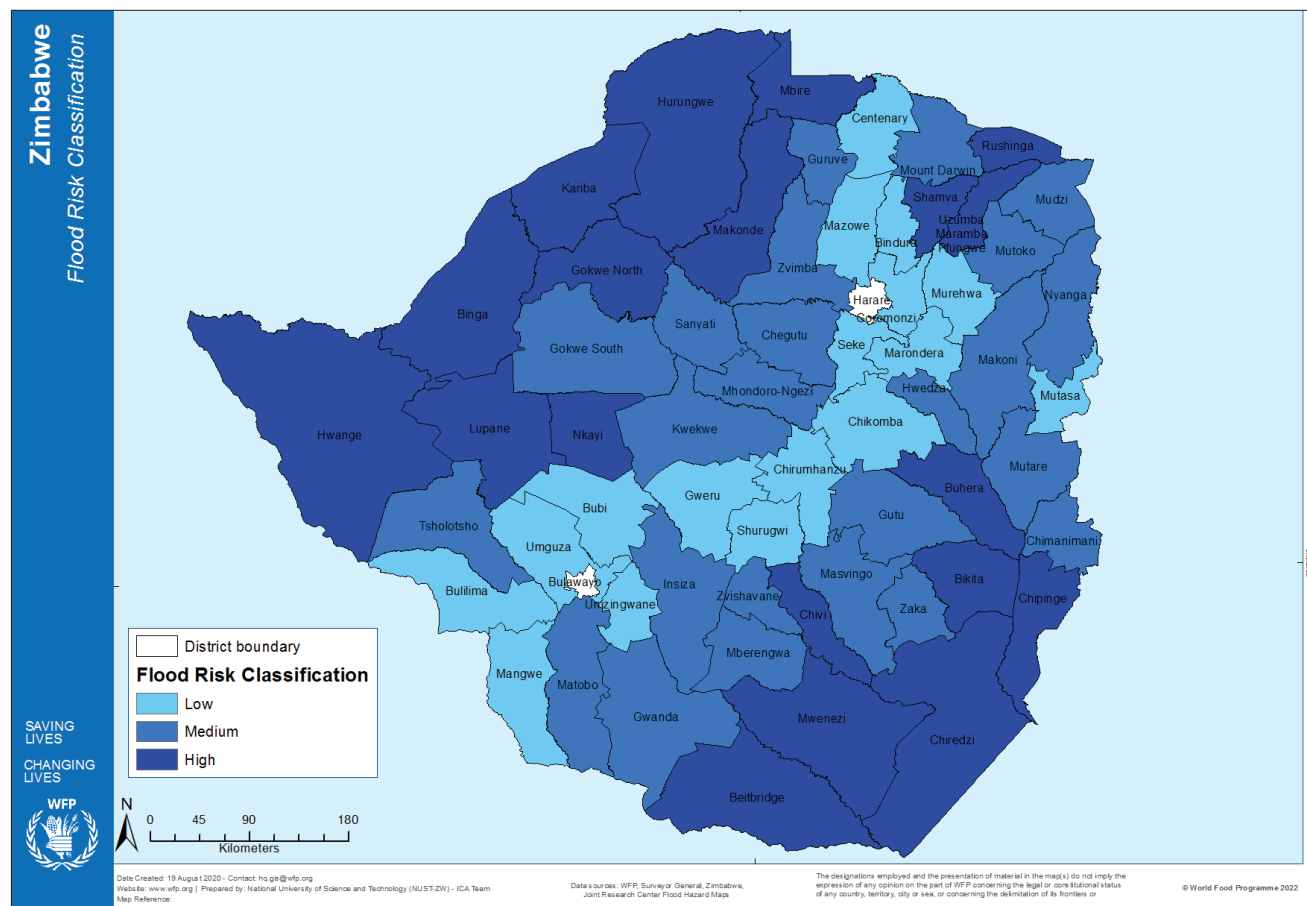 Zimbabwe
Flood Risk Classification
Hurungwe
Mbire
Centenary
Rushinga
Guruve
Mount Darwin
Kariba
Shamva
Mudzi
Makonde
Mazowe
Bindura
Uzumba
Maramba
Pfungwe
Mutoko
Gokwe North
Zvimba
Nyanga
Murehwa
Harare
Binga
Goromonzi
Sanyati
Chegutu
Gokwe South
Seke
Marondera
Makoni
Mhondoro-Ngezi
Hwedza
Mutasa
Hwange
Lupane
Nkayi
Kwekwe
Chikomba
Chirumhanzu
Mutare
Gweru
Buhera
Bubi
Gutu
Tsholotsho
Shurugwi
Umguza
Chimanimani
Masvingo
Bikita
Bulawayo
Insiza
Bulilima
Zvishavane
Chipinge
Umzingwane
Chivi
Zaka
Mberengwa
Mangwe
Matobo
Gwanda
Mwenezi
Chiredzi
Beitbridge
District boundary
Flood Risk Classification
Low
Medium
High
SAVING
LIVES
CHANGING
LIVES
WFP
N
0 45 90 180
Kilometers
Date Created: 19 August 2020 - Contact: hq.gis@wfp.org
Website: www.wfp.org | Prepared by: National University of Science and Technology (NUST-ZW) - ICA Team
Map Reference:
Data sources: WFP, Surveyor General, Zimbabwe,
Joint Research Center Flood Hazard Maps
The designations employed and the presentation of material in the map(s) do not imply the
expression of any opinion on the part of WFP concerning the legal or constitutional status
of any country, territory, city or sea, or concerning the delimitation of its frontiers or
© World Food Programme 2022